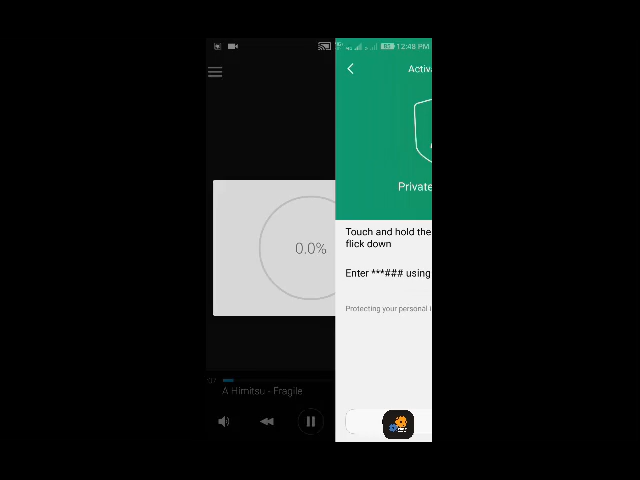 12:48 PM
Activa
Private
0.0%
Touch and hold the
flick down
Enter ***### using
Protecting your personal i
A Himitsu - Fragile